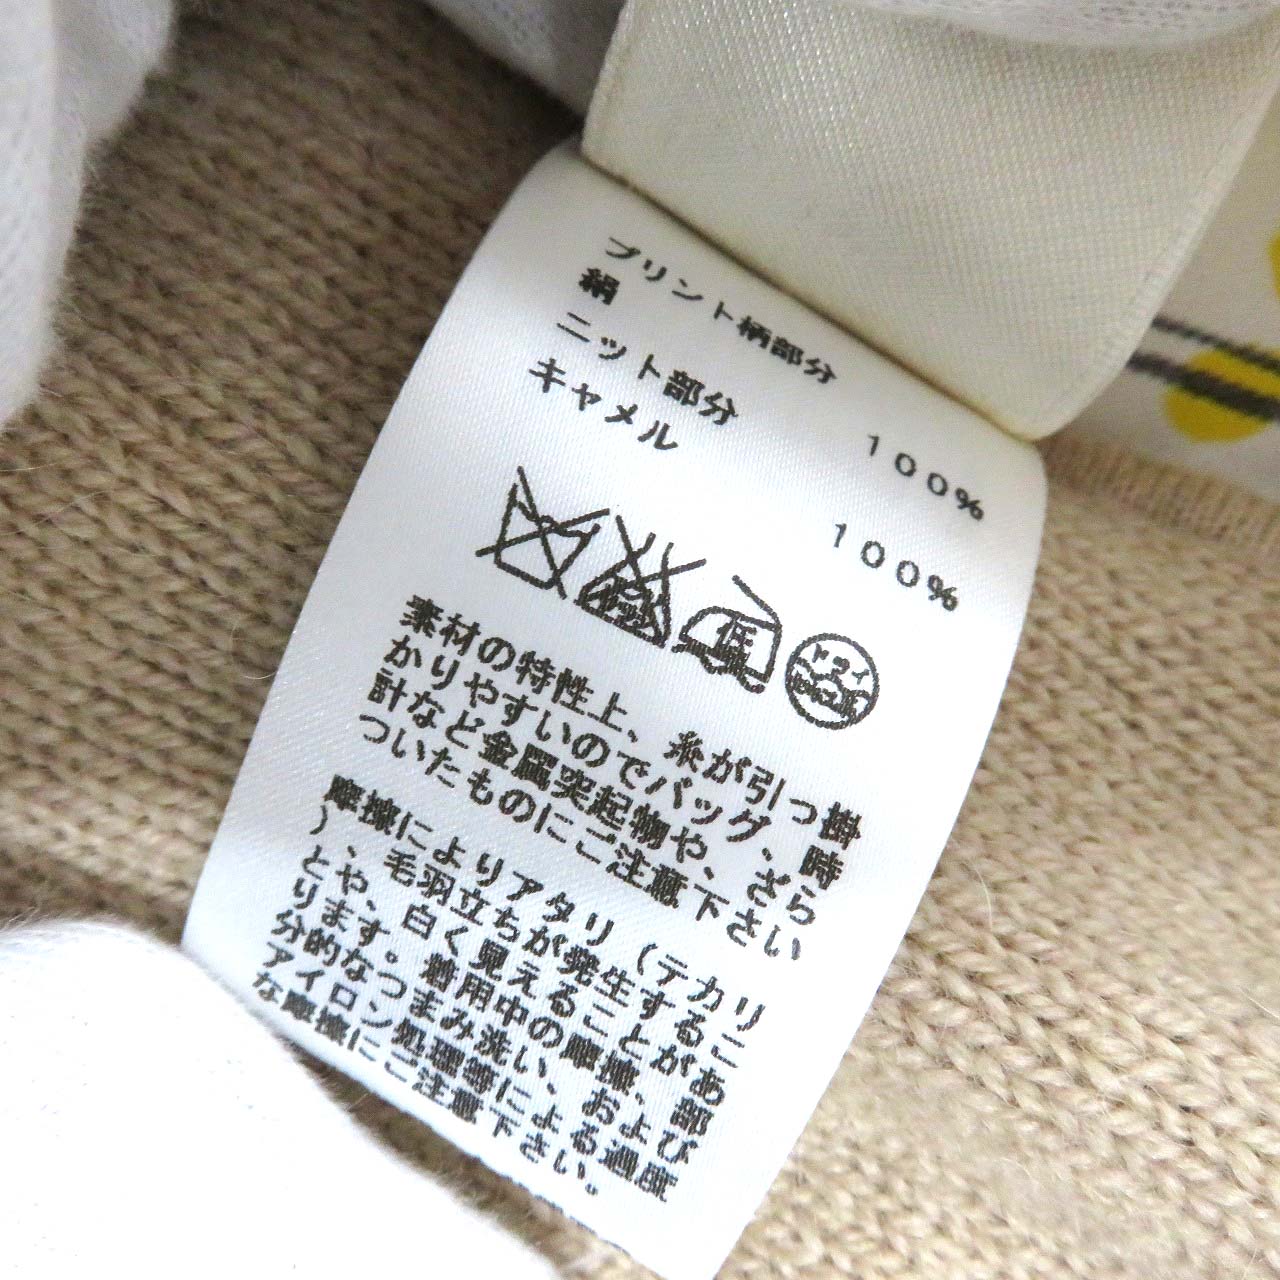 プリント柄部分
絹 100%
ニット部分
キャメル 100%
低
ドライ
素材の特性上、糸が引っ掛
かりやすいのでバッグ、時
計など金属突起物や、ざら
ついたものにご注意下さい
摩擦によりアタリ（テカリ
）や、毛羽立ちが発生するこ
とや、白く見えることがあ
ります。着用中の摩擦、部
分的なつまみ洗い、および
アイロン処理等による過度
な摩擦にご注意下さい。